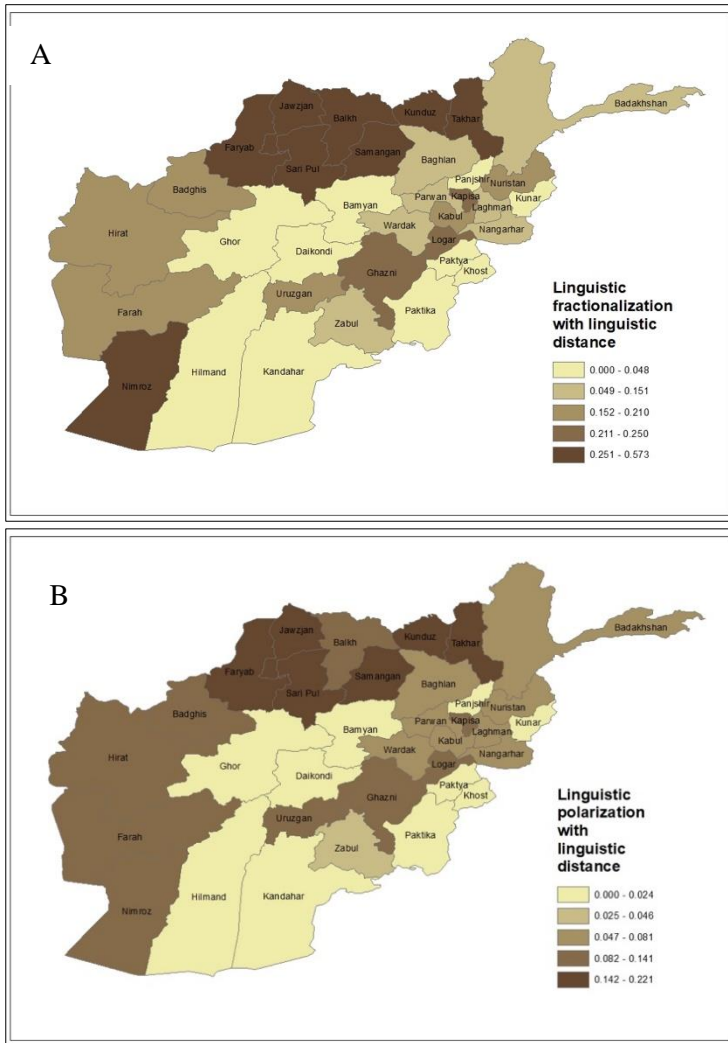 A
Jawzjan
Balkh
Kunduz
Takhar
Badakhshan
Faryab
Sari Pul
Samangan
Baghlan
Panjshir
Nuristan
Badghis
Bamyan
Parwan
Kapisa
Kunar
Laghman
Hirat
Ghor
Wardak
Kabul
Nangarhar
Daikondi
Logar
Paktya
Ghazni
Khost
Farah
Uruzgan
Paktika
Zabul
Nimroz
Hilmand
Kandahar
Linguistic
fractionalization
with linguistic
distance
0.000 - 0.048
0.049 - 0.151
0.152 - 0.210
0.211 - 0.250
0.251 - 0.573
B
Jawzjan
Balkh
Kunduz
Takhar
Badakhshan
Faryab
Sari Pul
Samangan
Baghlan
Panjshir
Nuristan
Badghis
Bamyan
Parwan
Kapisa
Kunar
Laghman
Hirat
Ghor
Wardak
Kabul
Nangarhar
Daikondi
Logar
Paktya
Ghazni
Khost
Farah
Uruzgan
Paktika
Zabul
Nimroz
Hilmand
Kandahar
Linguistic
polarization
with
linguistic
distance
0.000 - 0.024
0.025 - 0.046
0.047 - 0.081
0.082 - 0.141
0.142 - 0.221